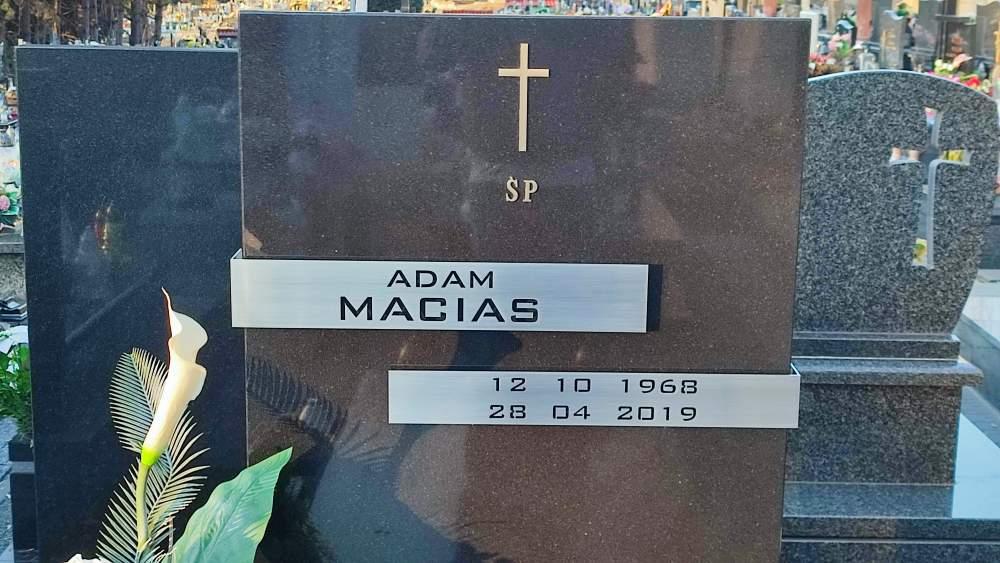 ŚP
ADAM
MACIAS
12 10 1968
28 04 2019